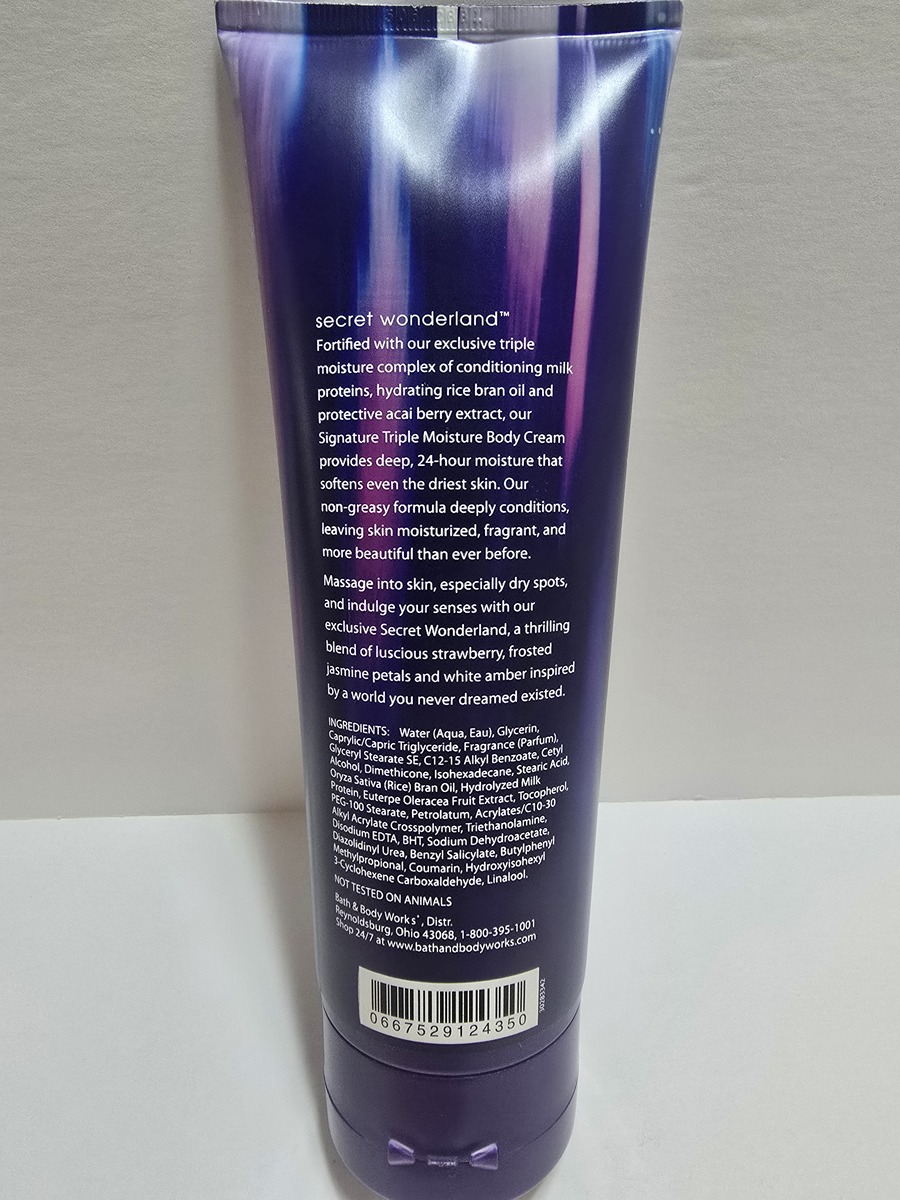 secret wonderland™
Fortified with our exclusive triple
moisture complex of conditioning milk
proteins, hydrating rice bran oil and
protective acai berry extract, our
Signature Triple Moisture Body Cream
provides deep, 24-hour moisture that
softens even the driest skin. Our
non-greasy formula deeply conditions,
leaving skin moisturized, fragrant, and
more beautiful than ever before.
Massage into skin, especially dry spots,
and indulge your senses with our
exclusive Secret Wonderland, a thrilling
blend of luscious strawberry, frosted
jasmine petals and white amber inspired
by a world you never dreamed existed.
INGREDIENTS: Water (Aqua, Eau), Glycerin,
Caprylic/Capric Triglyceride, Fragrance (Parfum),
Glyceryl Stearate SE, C12-15 Alkyl Benzoate, Cetyl
Alcohol, Dimethicone, Isohexadecane, Stearic Acid,
Oryza Sativa (Rice) Bran Oil, Hydrolyzed Milk
Protein, Euterpe Oleracea Fruit Extract, Tocopherol,
PEG-100 Stearate, Petrolatum, Acrylates/C10-30
Alkyl Acrylate Crosspolymer, Triethanolamine,
Disodium EDTA, BHT, Sodium Dehydroacetate,
Diazolidinyl Urea, Benzyl Salicylate, Butylphenyl
Methylpropional, Coumarin, Hydroxyisohexyl
3-Cyclohexene Carboxaldehyde, Linalool.
NOT TESTED ON ANIMALS
Bath & Body Works®, Distr.
Reynoldsburg, Ohio 43068, 1-800-395-1001
Shop 24/7 at www.bathandbodyworks.com
0667529124350